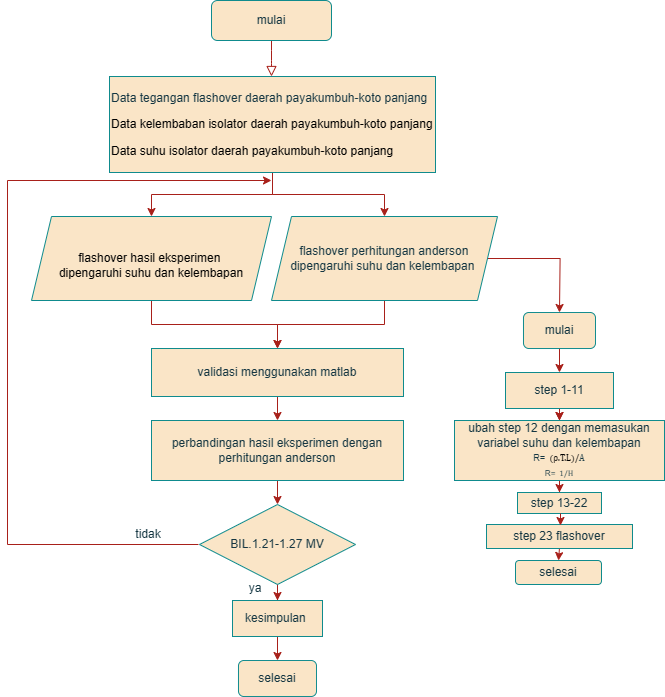 mulai
Data tegangan flashover daerah payakumbuh-koto panjang
Data kelembaban isolator daerah payakumbuh-koto panjang
Data suhu isolator daerah payakumbuh-koto panjang
flashover hasil eksperimen
dipengaruhi suhu dan kelembapan
flashover perhitungan anderson
dipengaruhi suhu dan kelembapan
validasi menggunakan matlab
perbandingan hasil eksperimen dengan
perhitungan anderson
tidak
BIL.1.21-1.27 MV
ya
kesimpulan
selesai
mulai
step 1-11
ubah step 12 dengan memasukan
variabel suhu dan kelembapan
R= (ρ.T.L)/A
R= 1/H
step 13-22
step 23 flashover
selesai